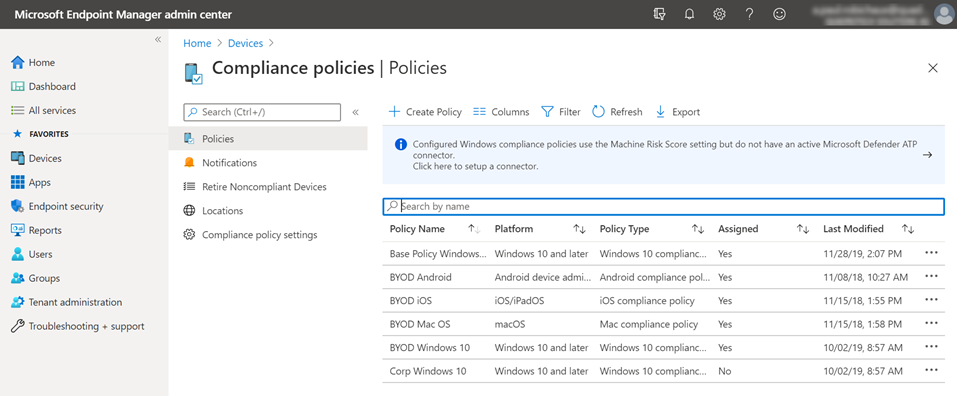 Microsoft Endpoint Manager admin center
Home > Devices >
Compliance policies | Policies
Home
Dashboard
All services
FAVORITES
Devices
Apps
Endpoint security
Reports
Users
Groups
Tenant administration
Troubleshooting + support
Search (Ctrl+/)
Policies
Notifications
Retire Noncompliant Devices
Locations
Compliance policy settings
Create Policy Columns Filter Refresh Export
Configured Windows compliance policies use the Machine Risk Score setting but do not have an active Microsoft Defender ATP
connector.
Click here to setup a connector.
Search by name
Policy Name Platform Policy Type Assigned Last Modified
Base Policy Windows... Windows 10 and later Windows 10 complianc... Yes 11/28/19, 2:07 PM
BYOD Android Android device admi... Android compliance pol... Yes 11/08/18, 10:27 AM
BYOD iOS iOS/iPadOS iOS compliance policy Yes 11/15/18, 1:55 PM
BYOD Mac OS macOS Mac compliance policy Yes 11/15/18, 1:58 PM
BYOD Windows 10 Windows 10 and later Windows 10 complianc... Yes 10/02/19, 8:57 AM
Corp Windows 10 Windows 10 and later Windows 10 complianc... No 10/02/19, 8:57 AM